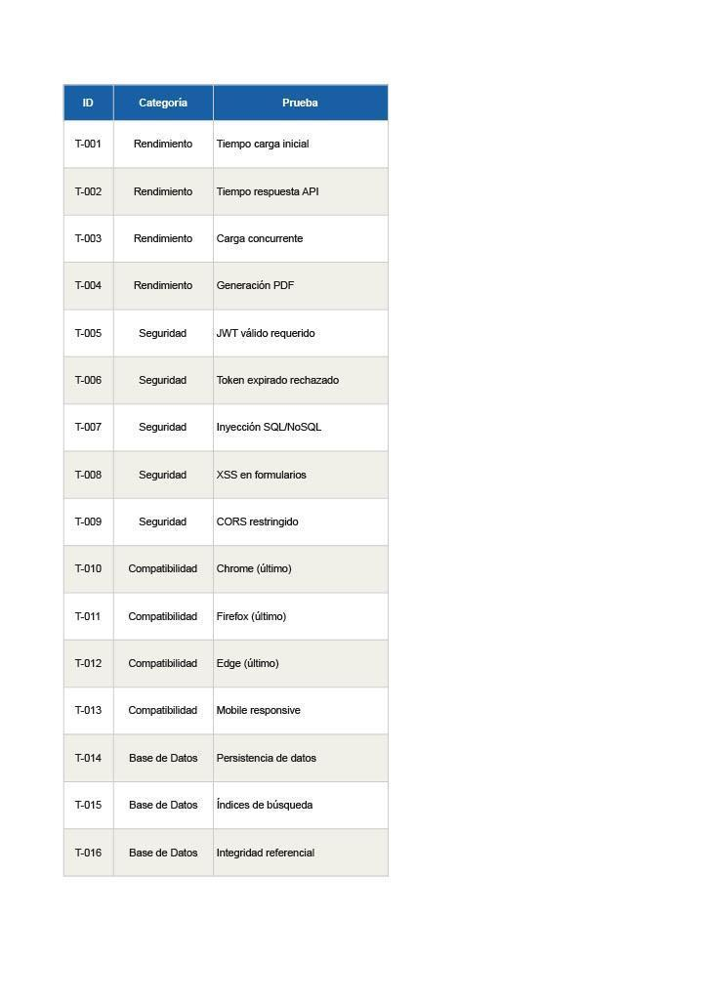 ID Categoría Prueba
T-001 Rendimiento Tiempo carga inicial
T-002 Rendimiento Tiempo respuesta API
T-003 Rendimiento Carga concurrente
T-004 Rendimiento Generación PDF
T-005 Seguridad JWT válido requerido
T-006 Seguridad Token expirado rechazado
T-007 Seguridad Inyección SQL/NoSQL
T-008 Seguridad XSS en formularios
T-009 Seguridad CORS restringido
T-010 Compatibilidad Chrome (último)
T-011 Compatibilidad Firefox (último)
T-012 Compatibilidad Edge (último)
T-013 Compatibilidad Mobile responsive
T-014 Base de Datos Persistencia de datos
T-015 Base de Datos Índices de búsqueda
T-016 Base de Datos Integridad referencial